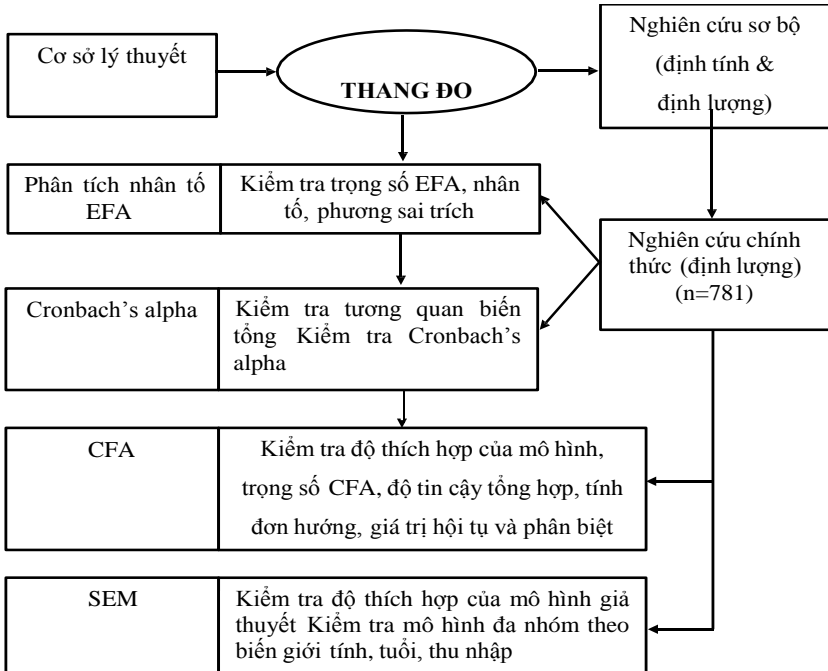 Cơ sở lý thuyết
THANG ĐO
Nghiên cứu sơ bộ
(định tính &
định lượng)
Phân tích nhân tố
EFA
Kiểm tra trọng số EFA, nhân
tố, phương sai trích
Nghiên cứu chính
thức (định lượng)
(n=781)
Cronbach's alpha
Kiểm tra tương quan biến
tổng Kiểm tra Cronbach's
alpha
CFA
Kiểm tra độ thích hợp của mô hình,
trọng số CFA, độ tin cậy tổng hợp, tính
đơn hướng, giá trị hội tụ và phân biệt
SEM
Kiểm tra độ thích hợp của mô hình giả
thuyết Kiểm tra mô hình đa nhóm theo
biến giới tính, tuổi, thu nhập